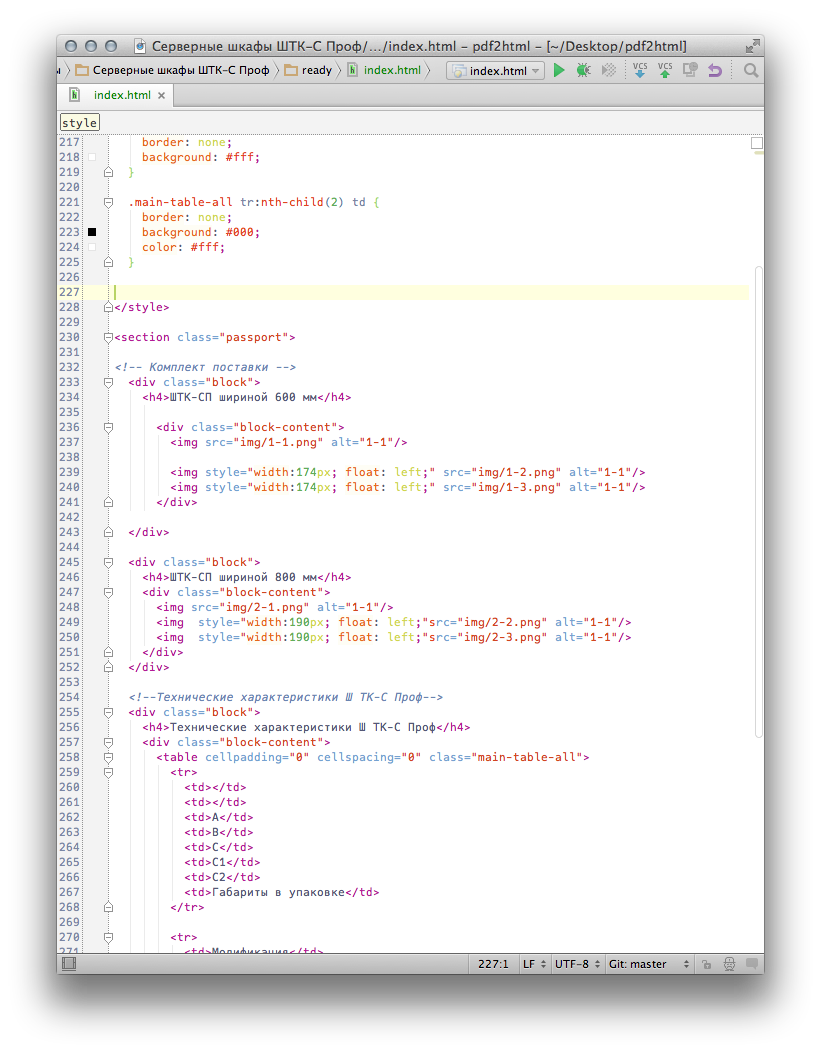 Серверные шкафы ШТК-С Проф/.../index.html - pdf2html - [~/Desktop/pdf2html]
Серверные шкафы ШТК-С Проф ready index.html index.html VCS VCS
index.html
style
217 border: none;
218 background: #fff;
219 }
220
221 .main-table-all tr:nth-child(2) td {
222 border: none;
223 background: #000;
224 color: #fff;
225 }
226
227
228 </style>
229
230 <section class="passport">
231
232 <!-- Комплект поставки -->
233 <div class="block">
234 <h4>ШТК-СП шириной 600 мм</h4>
235
236 <div class="block-content">
237 <img src="img/1-1.png" alt="1-1"/>
238
239 <img style="width:174px; float: left;" src="img/1-2.png" alt="1-1"/>
240 <img style="width:174px; float: left;" src="img/1-3.png" alt="1-1"/>
241 </div>
242
243 </div>
244
245 <div class="block">
246 <h4>ШТК-СП шириной 800 мм</h4>
247 <div class="block-content">
248 <img src="img/2-1.png" alt="1-1"/>
249 <img  style="width:190px; float: left;"src="img/2-2.png" alt="1-1"/>
250 <img  style="width:190px; float: left;"src="img/2-3.png" alt="1-1"/>
251 </div>
252 </div>
253
254 <!--Технические характеристики Ш ТК-С Проф-->
255 <div class="block">
256 <h4>Технические характеристики Ш ТК-С Проф</h4>
257 <div class="block-content">
258 <table cellpadding="0" cellspacing="0" class="main-table-all">
259 <tr>
260 <td></td>
261 <td></td>
262 <td>A</td>
263 <td>B</td>
264 <td>C</td>
265 <td>C1</td>
266 <td>C2</td>
267 <td>Габариты в упаковке</td>
268 </tr>
269
270 <tr>
271 <td>Модификация</td>
227:1 LF UTF-8 Git: master